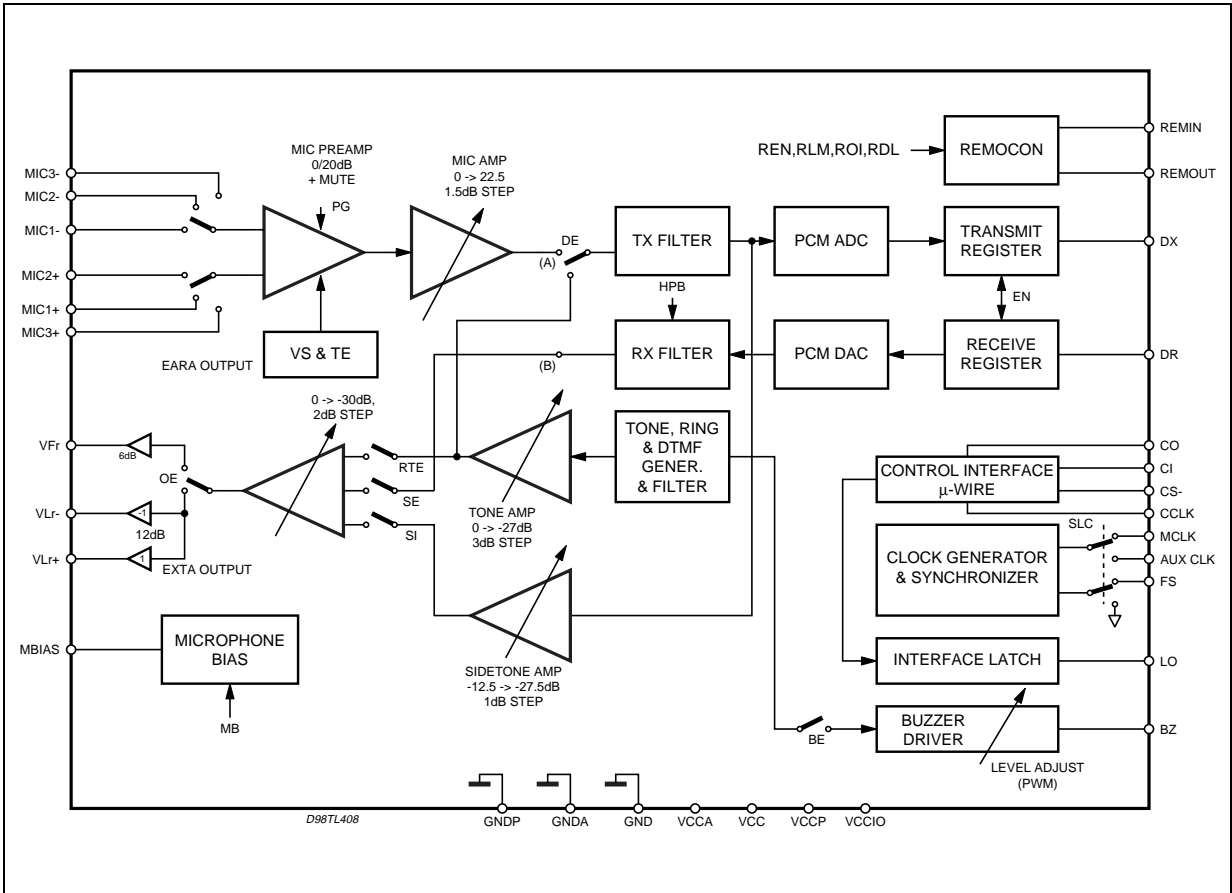 MIC3-
MIC2-
MIC1-
MIC2+
MIC1+
MIC3+
MIC PREAMP
0/20dB
+ MUTE
PG
MIC AMP
0 -> 22.5
1.5dB STEP
VS & TE
EARA OUTPUT
DE
(A)
(B)
TX FILTER
HPB
RX FILTER
PCM ADC
PCM DAC
REN,RLM,ROI,RDL
REMOCON
REMIN
REMOUT
TRANSMIT
REGISTER
DX
EN
RECEIVE
REGISTER
DR
0 -> -30dB,
2dB STEP
VFr
6dB
OE
VLr-
-1
12dB
VLr+
1
EXTA OUTPUT
RTE
SE
SI
TONE AMP
0 -> -27dB
3dB STEP
TONE, RING
& DTMF
GENER.
& FILTER
CONTROL INTERFACE
µ-WIRE
CO
CI
CS-
CCLK
SLC
MCLK
AUX CLK
FS
CLOCK GENERATOR
& SYNCHRONIZER
MBIAS
MICROPHONE
BIAS
MB
SIDETONE AMP
-12.5 -> -27.5dB
1dB STEP
INTERFACE LATCH
LO
BE
BUZZER
DRIVER
BZ
LEVEL ADJUST
(PWM)
D98TL408
GNDP
GNDA
GND
VCCA
VCC
VCCP
VCCIO